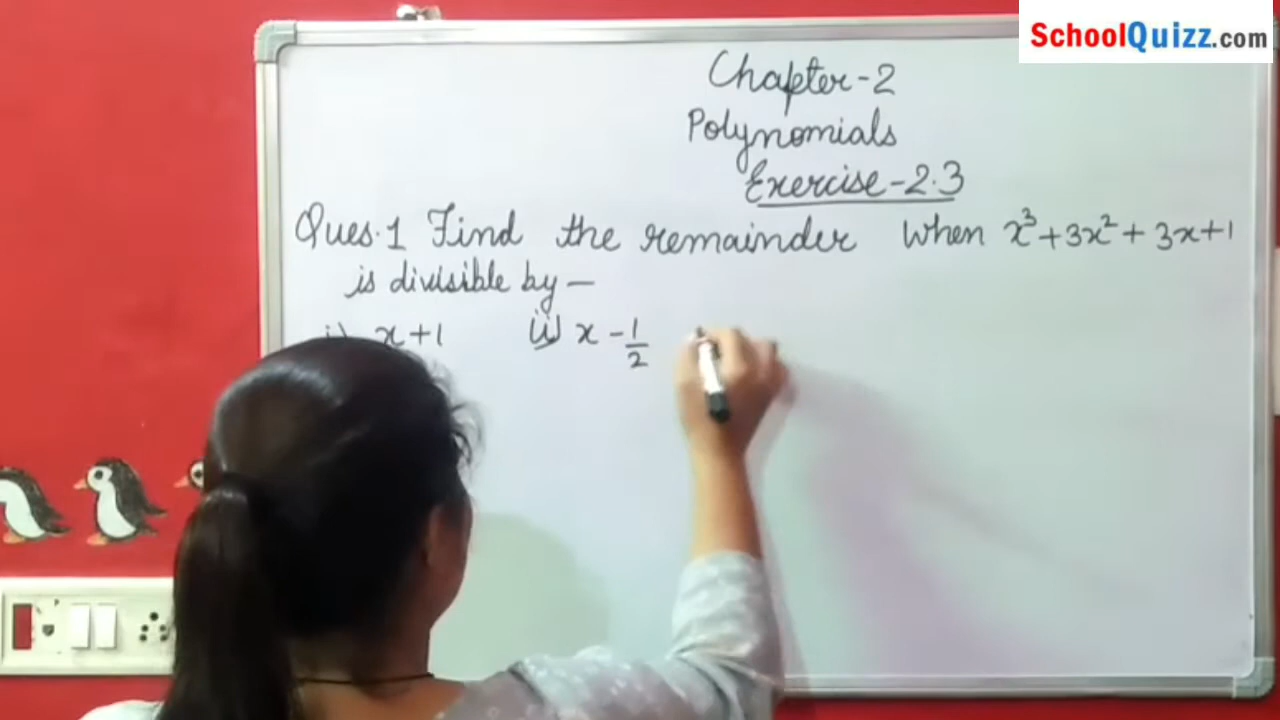 SchoolQuizz.com
Chapter-2
Polynomials
Exercise-2.3
Ques.1 Find the remainder when x³+3x²+3x+1
is divisible by—
i) x+1 ii) x-1/2